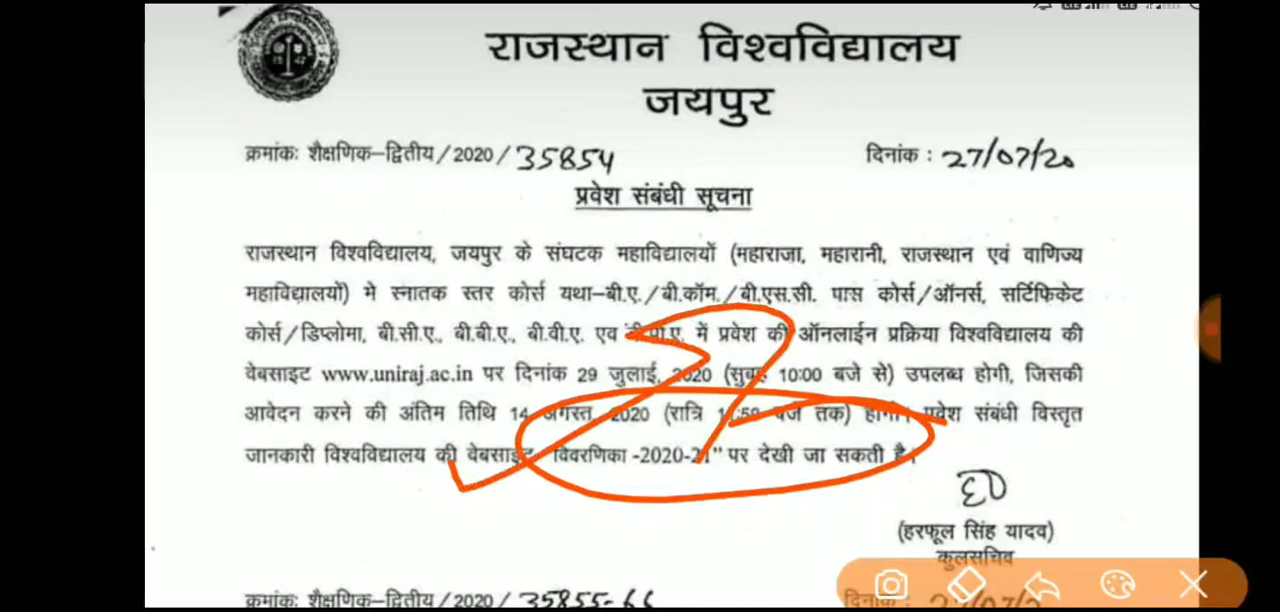 राजस्थान विश्वविद्यालय
जयपुर
क्रमांकः शैक्षणिक–द्वितीय/2020/35854
दिनांक : 27/07/20
प्रवेश संबंधी सूचना
राजस्थान विश्वविद्यालय, जयपुर के संघटक महाविद्यालयों (महाराजा, महारानी, राजस्थान एवं वाणिज्य
महाविद्यालयों) मे स्नातक स्तर कोर्स यथा–बी.ए./बी.कॉम./बी.एस.सी. पास कोर्स/ऑनर्स, सर्टिफिकेट
कोर्स/डिप्लोमा, बी.सी.ए., बी.बी.ए., बी.वी.ए. एव में प्रवेश की ऑनलाईन प्रक्रिया विश्वविद्यालय की
वेबसाइट www.uniraj.ac.in पर दिनांक 29 जुलाई, 2020 (सुबह 10:00 बजे से) उपलब्ध होगी, जिसकी
आवेदन करने की अंतिम तिथि 14 अगस्त, 2020 (रात्रि बजे तक) होगी। प्रवेश संबंधी विस्तृत
जानकारी विश्वविद्यालय की वेबसाइट विवरणिका -2020-21" पर देखी जा सकती है।
(हरफूल सिंह यादव)
कुलसचिव
क्रमांकः शैक्षणिक–द्वितीय/2020/35855-66